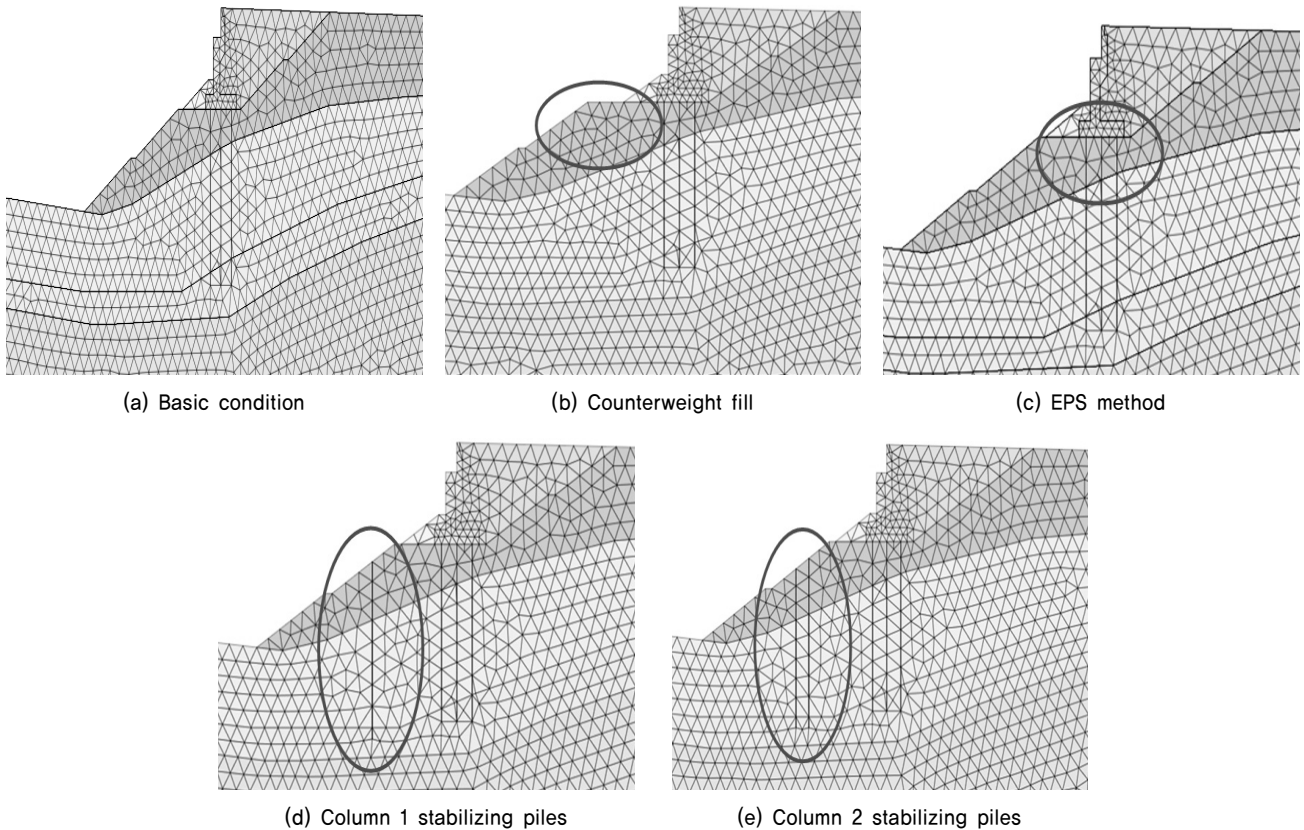 (a) Basic condition
(b) Counterweight fill
(c) EPS method
(d) Column 1 stabilizing piles
(e) Column 2 stabilizing piles